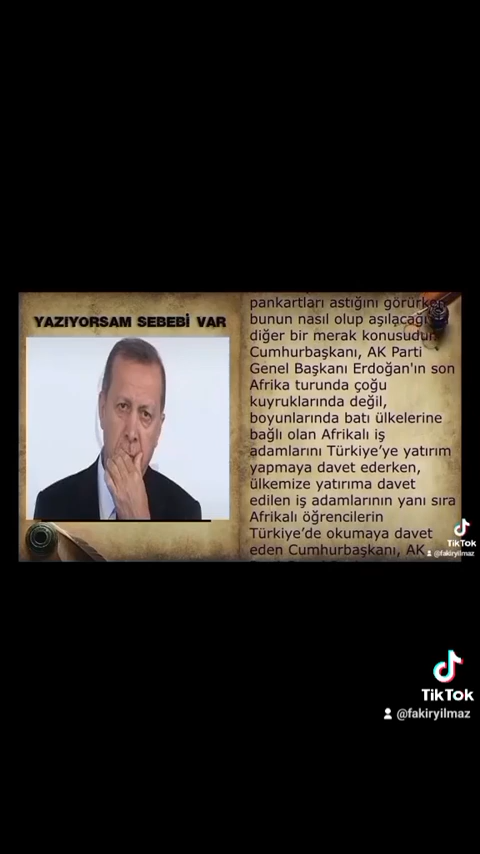 YAZIYORSAM SEBEBİ VAR
pankartları astığını görürken
bunun nasıl olup aşılacağı
diğer bir merak konusudur.
Cumhurbaşkanı, AK Parti
Genel Başkanı Erdoğan'ın son
Afrika turunda çoğu
kuyruklarında değil,
boyunlarında batı ülkelerine
bağlı olan Afrikalı iş
adamlarını Türkiye'ye yatırım
yapmaya davet ederken,
ülkemize yatırıma davet
edilen iş adamlarının yanı sıra
Afrikalı öğrencilerin
Türkiye'de okumaya davet
eden Cumhurbaşkanı, AK
TikTok
@fakiryilmaz
TikTok
@fakiryilmaz